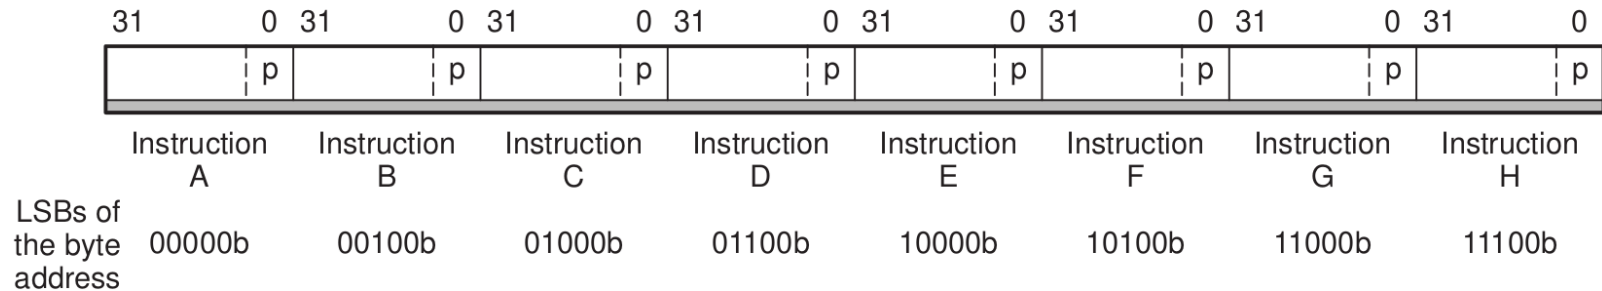 31 0 31 0 31 0 31 0 31 0 31 0 31 0 31 0
p p p p p p p p
Instruction Instruction Instruction Instruction Instruction Instruction Instruction Instruction
A B C D E F G H
LSBs of
the byte 00000b 00100b 01000b 01100b 10000b 10100b 11000b 11100b
address